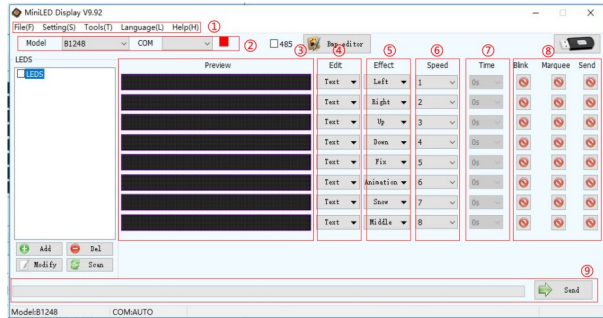 MiniLED Display V9.92
File(F) Setting(S) Tools(T) Language(L) Help(H) ①
Model B1248 COM ② 485 Bmp-editor
LEDS ③ ④ ⑤ ⑥ ⑦ ⑧
LEDS Preview Edit Effect Speed Time Blink Marquee Send
Text Left 1 0s
Text Right 2 0s
Text Up 3 0s
Text Down 4 0s
Text Fix 5 0s
Text Animation 6 0s
Text Snow 7 0s
Text Middle 8 0s
Add Del
Modify Scan
⑨
Send
Model:B1248 COM:AUTO